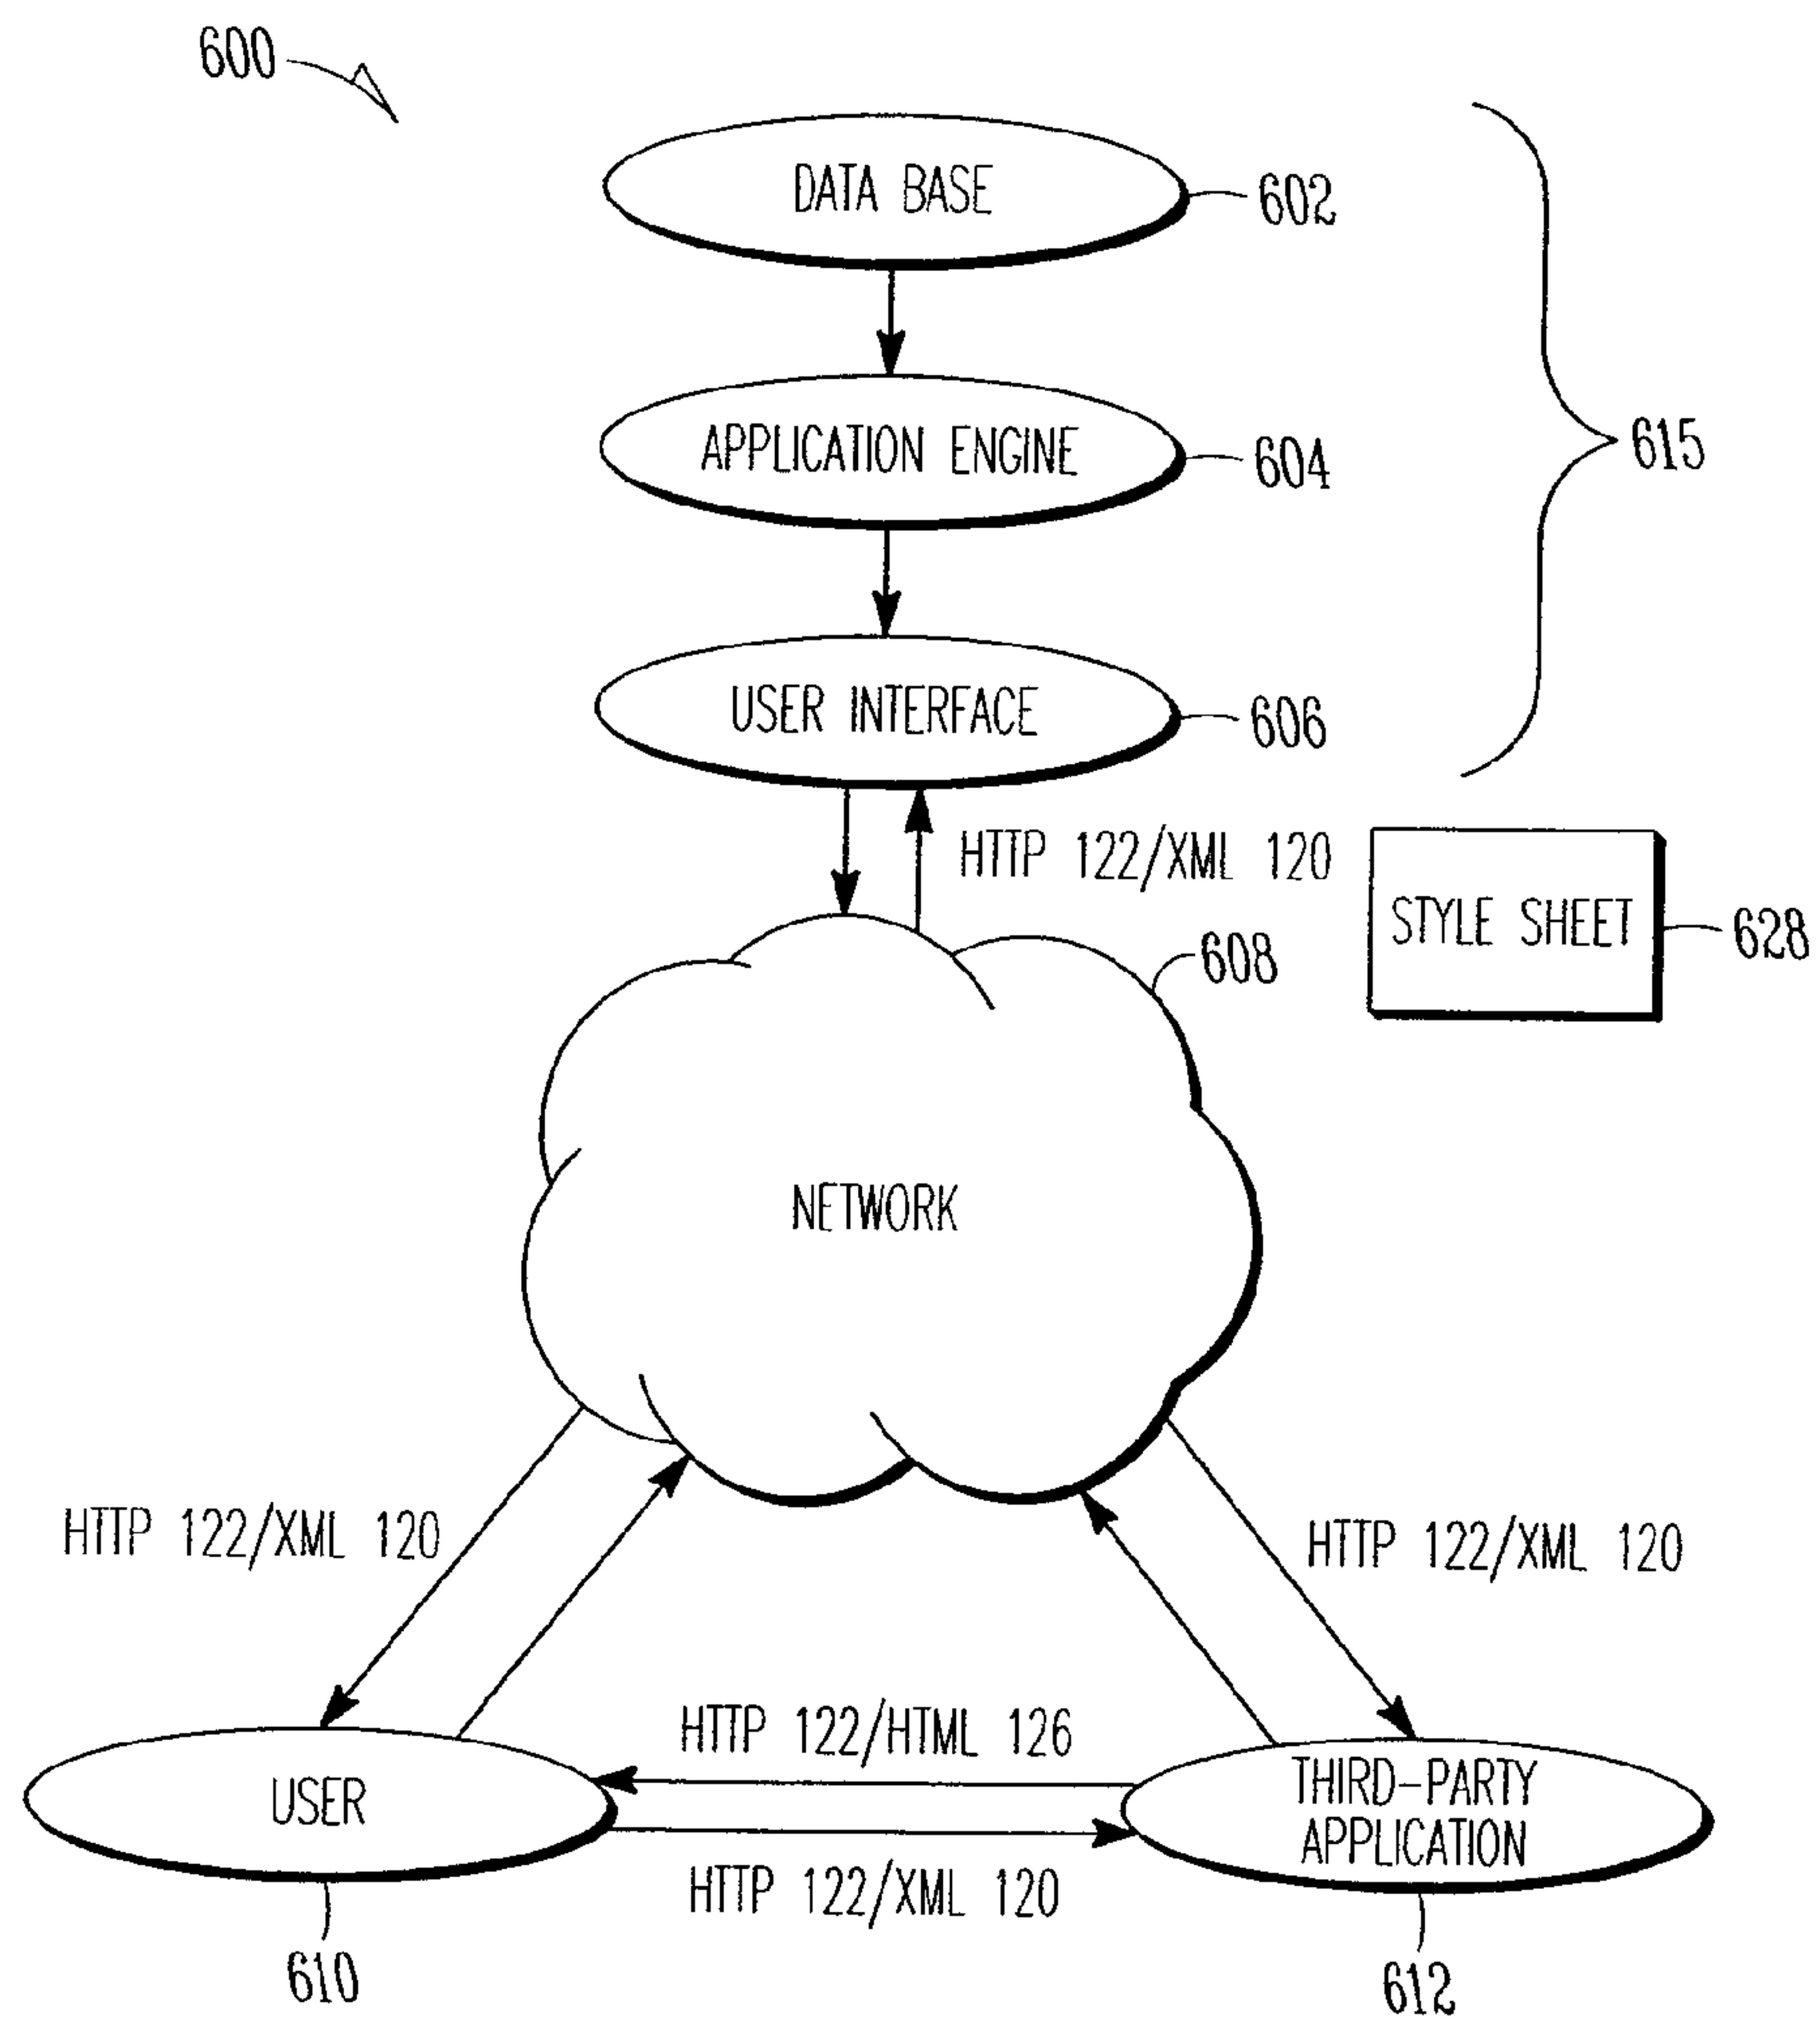 600
DATA BASE
602
APPLICATION ENGINE
604
615
USER INTERFACE
606
HTTP 122/XML 120
STYLE SHEET
628
608
NETWORK
HTTP 122/XML 120
HTTP 122/XML 120
HTTP 122/HTML 126
USER
THIRD-PARTY
APPLICATION
HTTP 122/XML 120
610
612